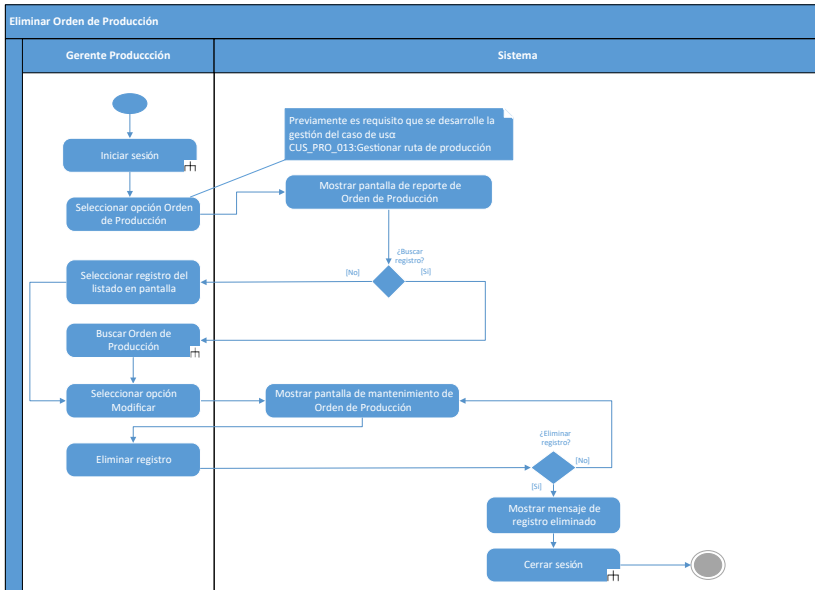 Eliminar Orden de Producción
Gerente Produccción
Sistema
Previamente es requisito que se desarrolle la
gestión del caso de usα
CUS_PRO_013:Gestionar ruta de producción
Iniciar sesión
Seleccionar opción Orden
de Producción
Mostrar pantalla de reporte de
Orden de Producción
¿Buscar
registro?
[No]
[Si]
Seleccionar registro del
listado en pantalla
Buscar Orden de
Producción
Seleccionar opción
Modificar
Mostrar pantalla de mantenimiento de
Orden de Producción
Eliminar registro
¿Eliminar
registro?
[No]
[Si]
Mostrar mensaje de
registro eliminado
Cerrar sesión